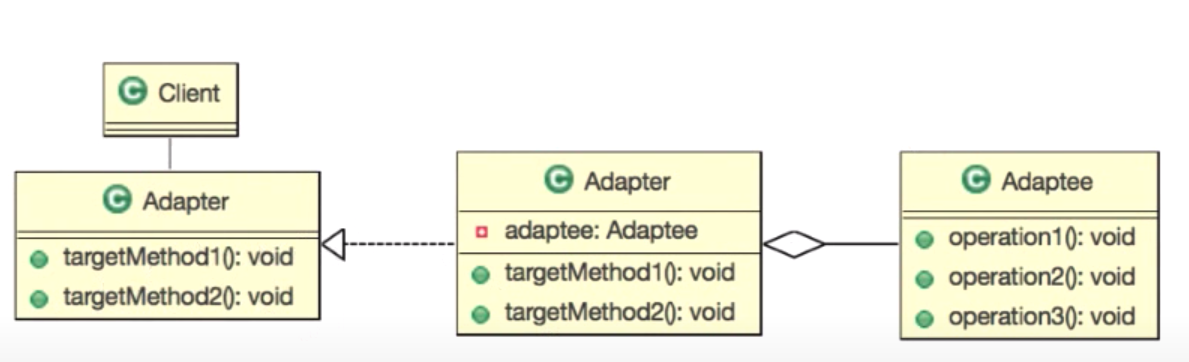 C Client
C Adapter
targetMethod1(): void
targetMethod2(): void
C Adapter
adaptee: Adaptee
targetMethod1(): void
targetMethod2(): void
C Adaptee
operation1(): void
operation2(): void
operation3(): void